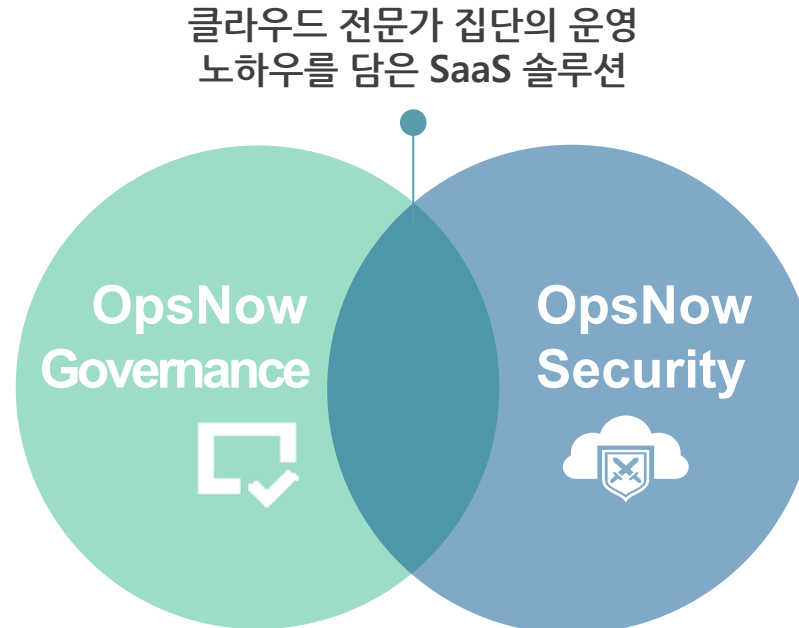 클라우드 전문가 집단의 운영
노하우를 담은 SaaS 솔루션
OpsNow
Governance
OpsNow
Security